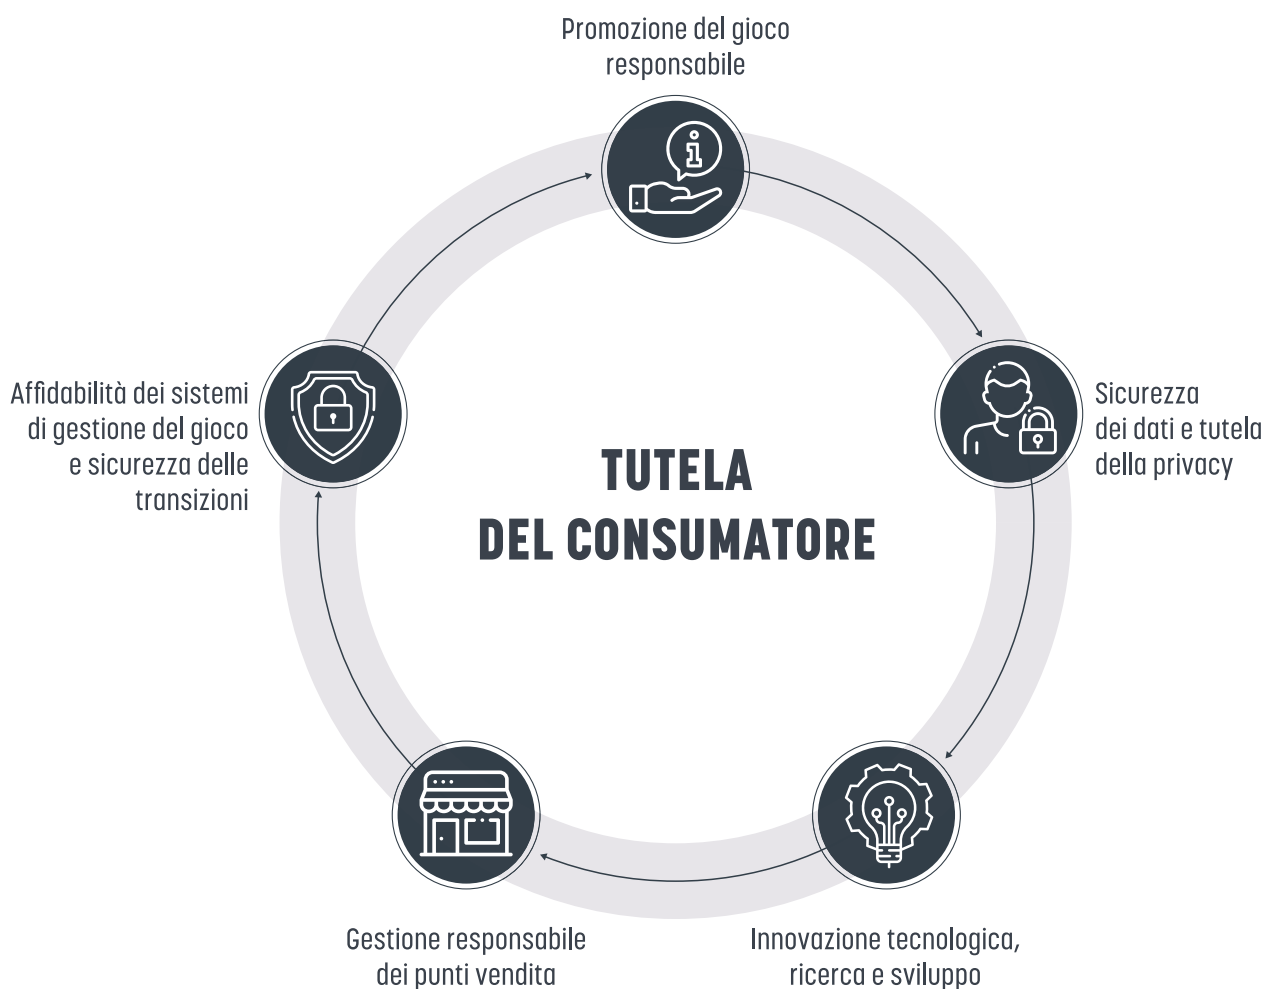 Promozione del gioco
responsabile
Affidabilità dei sistemi
di gestione del gioco
e sicurezza delle
transizioni
Sicurezza
dei dati e tutela
della privacy
TUTELA
DEL CONSUMATORE
Gestione responsabile
dei punti vendita
Innovazione tecnologica,
ricerca e sviluppo